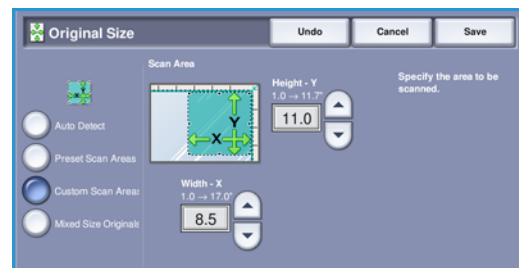 Original Size
Undo
Cancel
Save
Scan Area
Auto Detect
Preset Scan Areas
Custom Scan Areas
Mixed Size Originals
Height - Y
1.0 → 11.7"
11.0
Y
X
Width - X
1.0 → 17.0"
8.5
Specify the area to be
scanned.